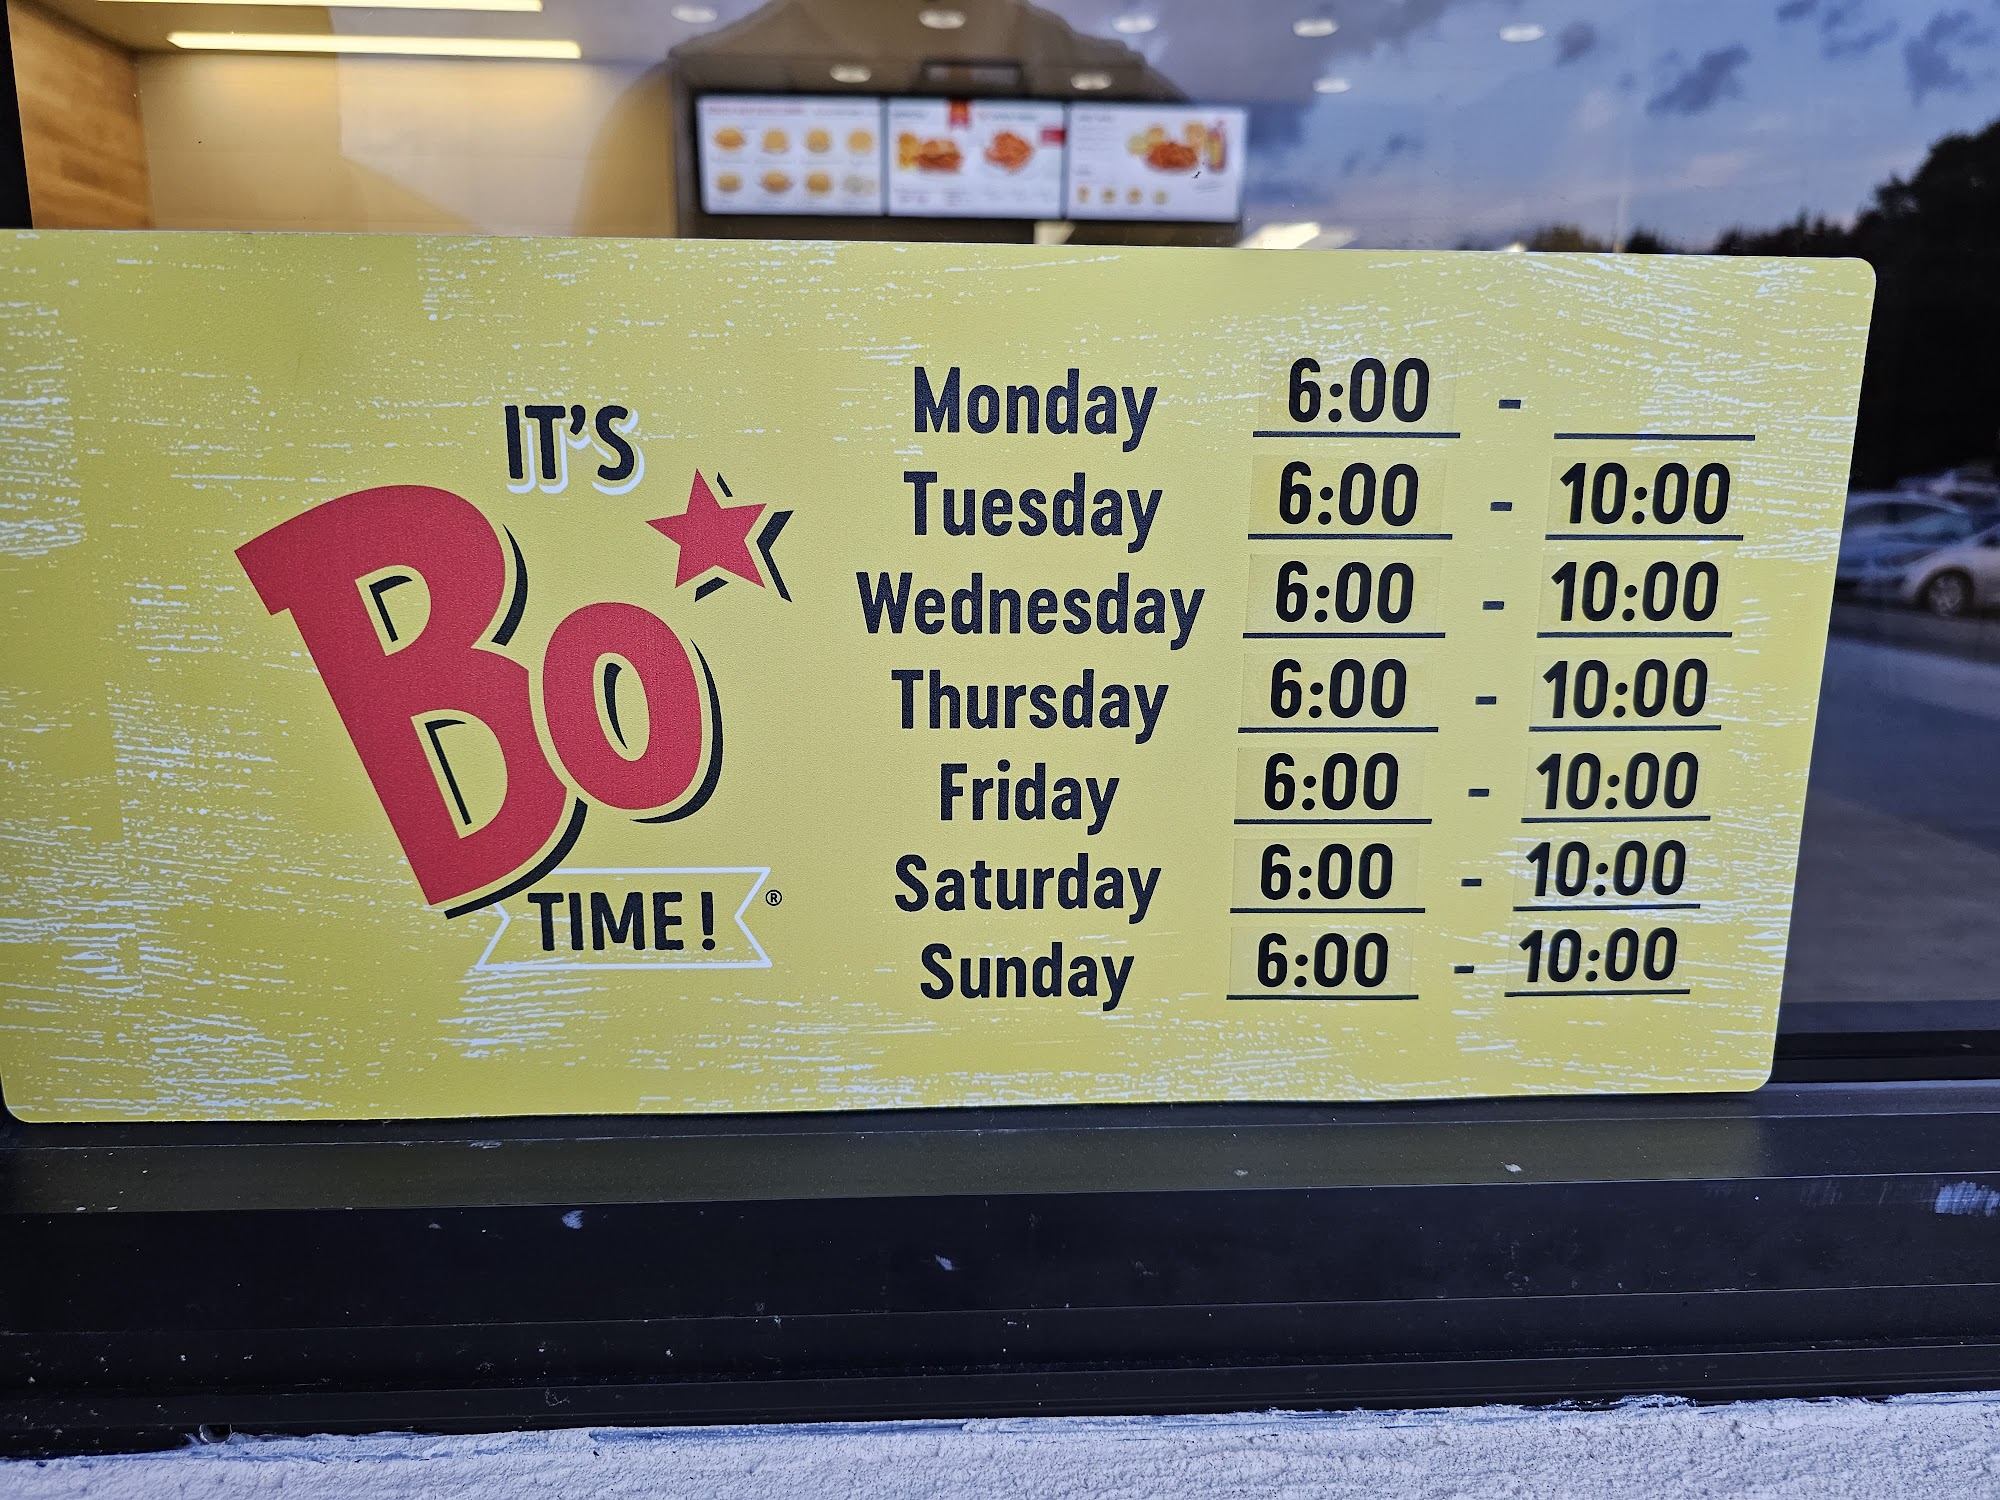 IT'S
Bo
TIME! ®
Monday 6:00 -
Tuesday 6:00 - 10:00
Wednesday 6:00 - 10:00
Thursday 6:00 - 10:00
Friday 6:00 - 10:00
Saturday 6:00 - 10:00
Sunday 6:00 - 10:00